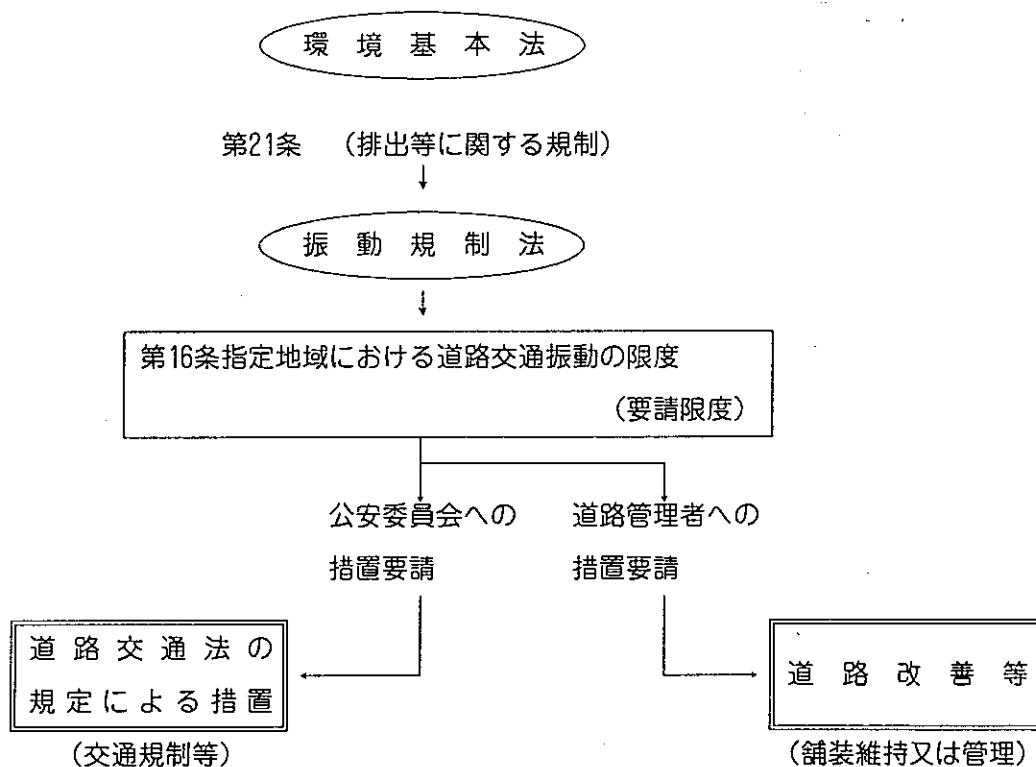 環境基本法
第21条 （排出等に関する規制）
振動規制法
第16条指定地域における道路交通振動の限度
（要請限度）
公安委員会への
措置要請
道路管理者への
措置要請
道路交通法の
規定による措置
（交通規制等）
道路改善等
（舗装維持又は管理）